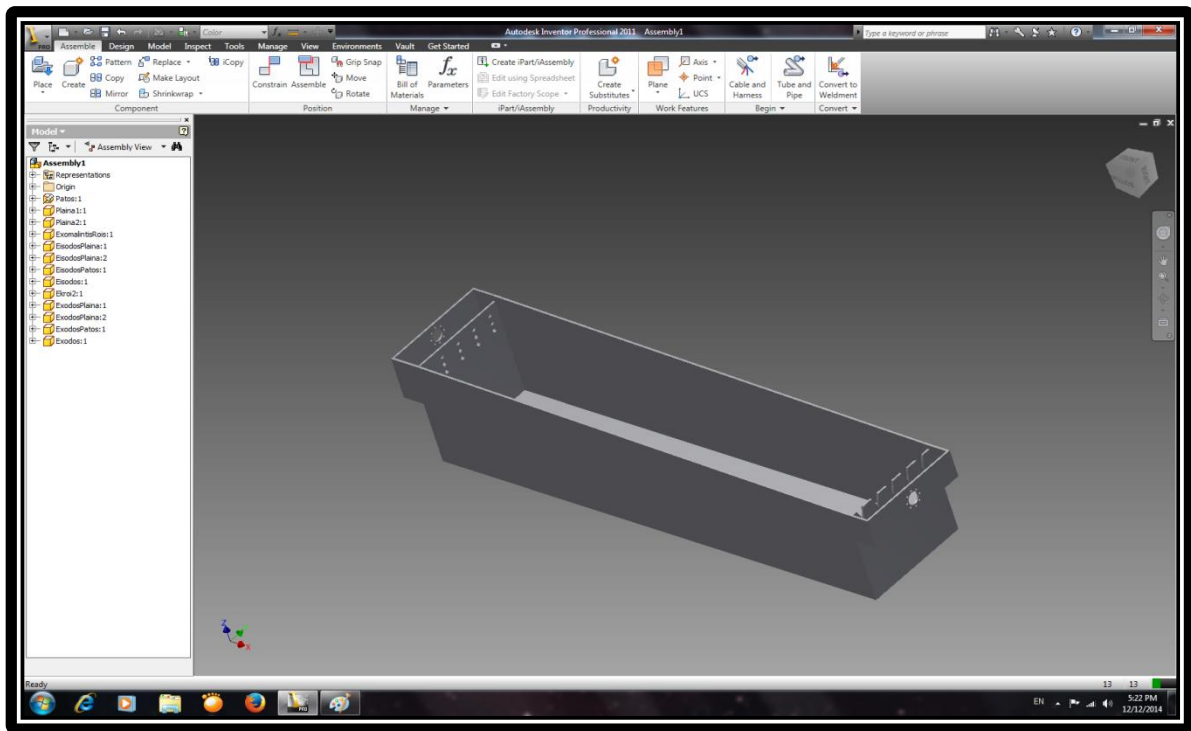 Color
Autodesk Inventor Professional 2011 Assembly1
Type a keyword or phrase
PRO Assemble Design Model Inspect Tools Manage View Environments Vault Get Started
Place
Create
Pattern
Copy
Mirror
Replace
Make Layout
Shrinkwrap
iCopy
Component
Constrain
Assemble
Grip Snap
Move
Rotate
Position
Bill of Materials
fx
Parameters
Manage
Create iPart/iAssembly
Edit using Spreadsheet
Edit Factory Scope
iPart/iAssembly
Create Substitutes
Productivity
Plane
Axis
Point
UCS
Work Features
Cable and Harness
Tube and Pipe
Begin
Convert to Weldment
Convert
Model
Assembly View
Assembly1
Representations
Origin
Patos:1
Plaina1:1
Plaina2:1
ExomalintisRois:1
EisodosPlaina:1
EisodosPlaina:2
EisodosPatos:1
Eisodos:1
Ekroi2:1
ExodosPlaina:1
ExodosPlaina:2
ExodosPatos:1
Exodos:1
Z
X
Ready
13 13
PRO
EN
5:22 PM
12/12/2014